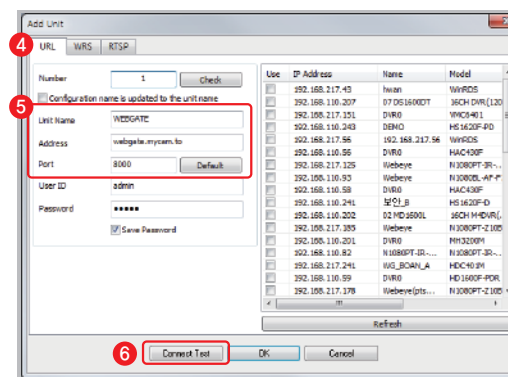 Add Unit
4
URL WRS RTSP
Number 1 Check
Configuration name is updated to the unit name
5
Unit Name WEBGATE
Address webgate.mycam.to
Port 8000 Default
User ID admin
Password •••••
Save Password
Use IP Address Name Model
192.168.217.43 hwan WinRDS
192.168.110.207 07 DS1600DT 16CH DVR(120
192.168.217.151 DVR0 VMC6401
192.168.110.243 DEMO HS1620F-PD
192.168.217.56 192.168.217.56 WinRDS
192.168.110.56 DVR0 HAC430F
192.168.217.125 Webeye N1080PT-IR-...
192.168.110.93 Webeye N1080BL-AF-P
192.168.110.58 DVR0 HAC430F
192.168.110.241 보안_B HS1620F-D
192.168.110.202 02 MD1600L 16CH M4DVR(...
192.168.217.185 Webeye N1080PT-Z10B
192.168.110.201 DVR0 MH3200M
192.168.110.82 N1080PT-IR-... N1080PT-IR-...
192.168.217.241 WG_BOAN_A HDC401M
192.168.110.59 DVR0 HD1600F-PDR
192.168.217.178 Webeye(pts... N1080PT-Z10B
Refresh
6
Connect Test OK Cancel